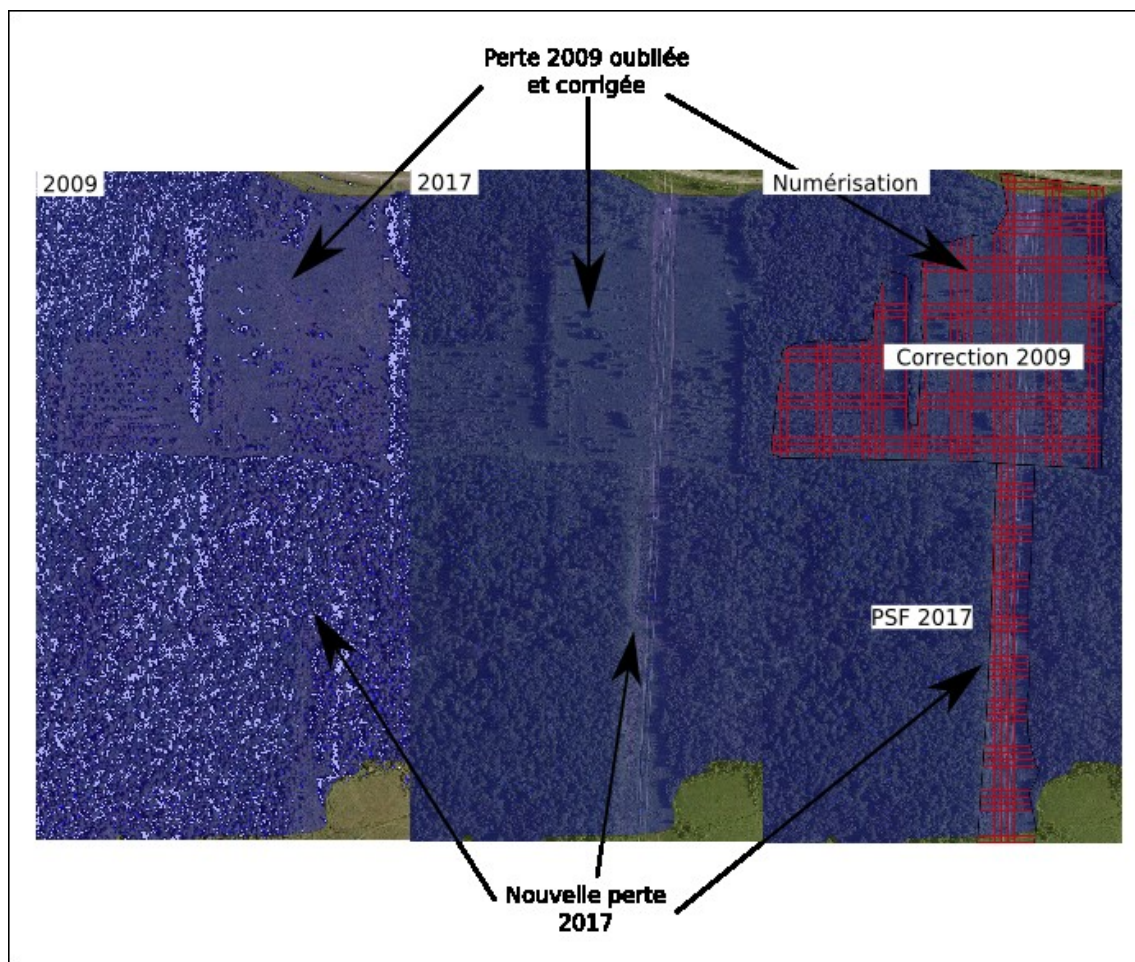 Perte 2009 oubliée
et corrigée
2009
2017
Numérisation
Correction 2009
PSF 2017
Nouvelle perte
2017